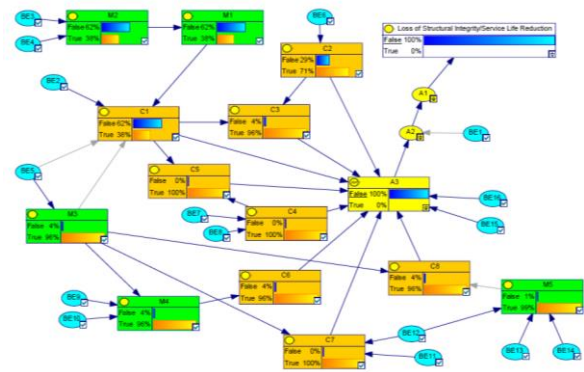 BE3
M2
False 62%
True 38%
BE4
M1
False 62%
True 38%
BE6
C2
False 29%
True 71%
Loss of Structural Integrity/Service Life Reduction
False 100%
True 0%
A1
A2
BE1
BE2
C1
False 62%
True 38%
C3
False 4%
True 96%
BE5
C5
False 0%
True 100%
A3
False 100%
True 0%
BE16
BE15
M3
False 4%
True 96%
BE7
BE8
C4
False 0%
True 100%
C6
False 4%
True 96%
False 4%
True 96%
BE9
BE10
M4
False 4%
True 96%
M5
False 1%
True 99%
C7
False 0%
True 100%
BE12
BE11
BE13
BE14